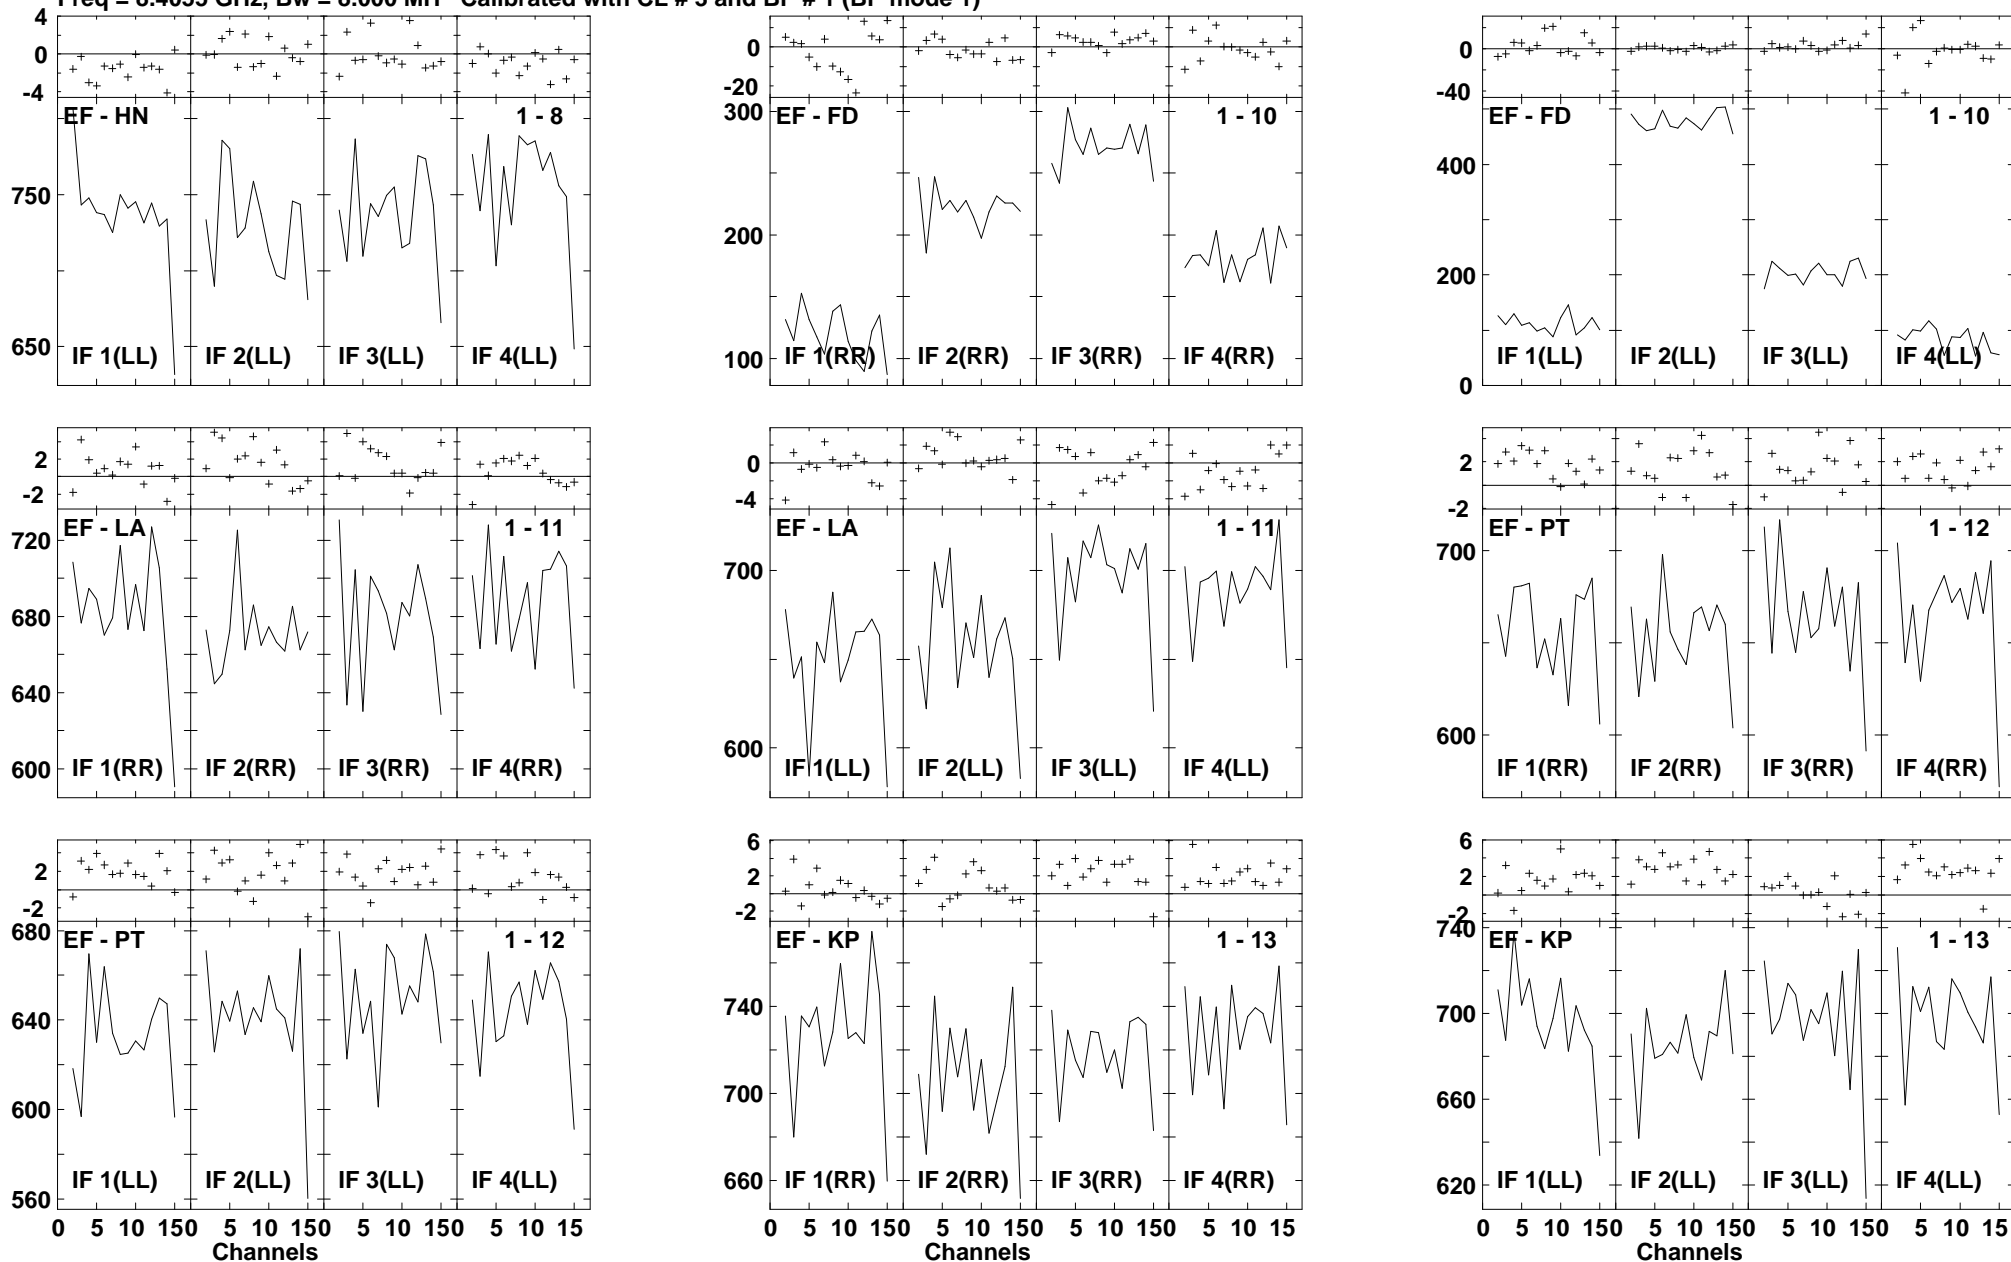 4 0 -4
EF - HN 1 - 8
750 650
IF 1(LL) IF 2(LL) IF 3(LL) IF 4(LL)
0 -20
EF - FD 1 - 10
300 200 100
IF 1(RR) IF 2(RR) IF 3(RR) IF 4(RR)
0 -40
EF - FD 1 - 10
400 200 0
IF 1(LL) IF 2(LL) IF 3(LL) IF 4(LL)
2 -2
EF - LA 1 - 11
720 680 640 600
IF 1(RR) IF 2(RR) IF 3(RR) IF 4(RR)
0 -4
EF - LA 1 - 11
700 600
IF 1(LL) IF 2(LL) IF 3(LL) IF 4(LL)
2 -2
EF - PT 1 - 12
700 600
IF 1(RR) IF 2(RR) IF 3(RR) IF 4(RR)
2 -2
EF - PT 1 - 12
680 640 600 560
IF 1(LL) IF 2(LL) IF 3(LL) IF 4(LL)
0 5 10 150 5 10 150 5 10 150 5 10 15
Channels
6 2 -2
EF - KP 1 - 13
740 700 660
IF 1(RR) IF 2(RR) IF 3(RR) IF 4(RR)
0 5 10 150 5 10 150 5 10 150 5 10 15
Channels
6 2 -2
EF - KP 1 - 13
740 700 660 620
IF 1(LL) IF 2(LL) IF 3(LL) IF 4(LL)
0 5 10 150 5 10 150 5 10 150 5 10 15
Channels